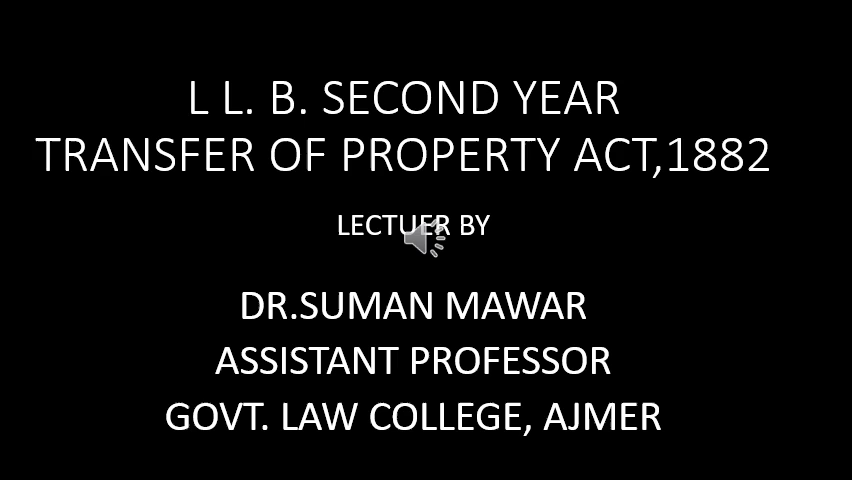 L L. B. SECOND YEAR
TRANSFER OF PROPERTY ACT,1882
LECTUER BY
DR.SUMAN MAWAR
ASSISTANT PROFESSOR
GOVT. LAW COLLEGE, AJMER